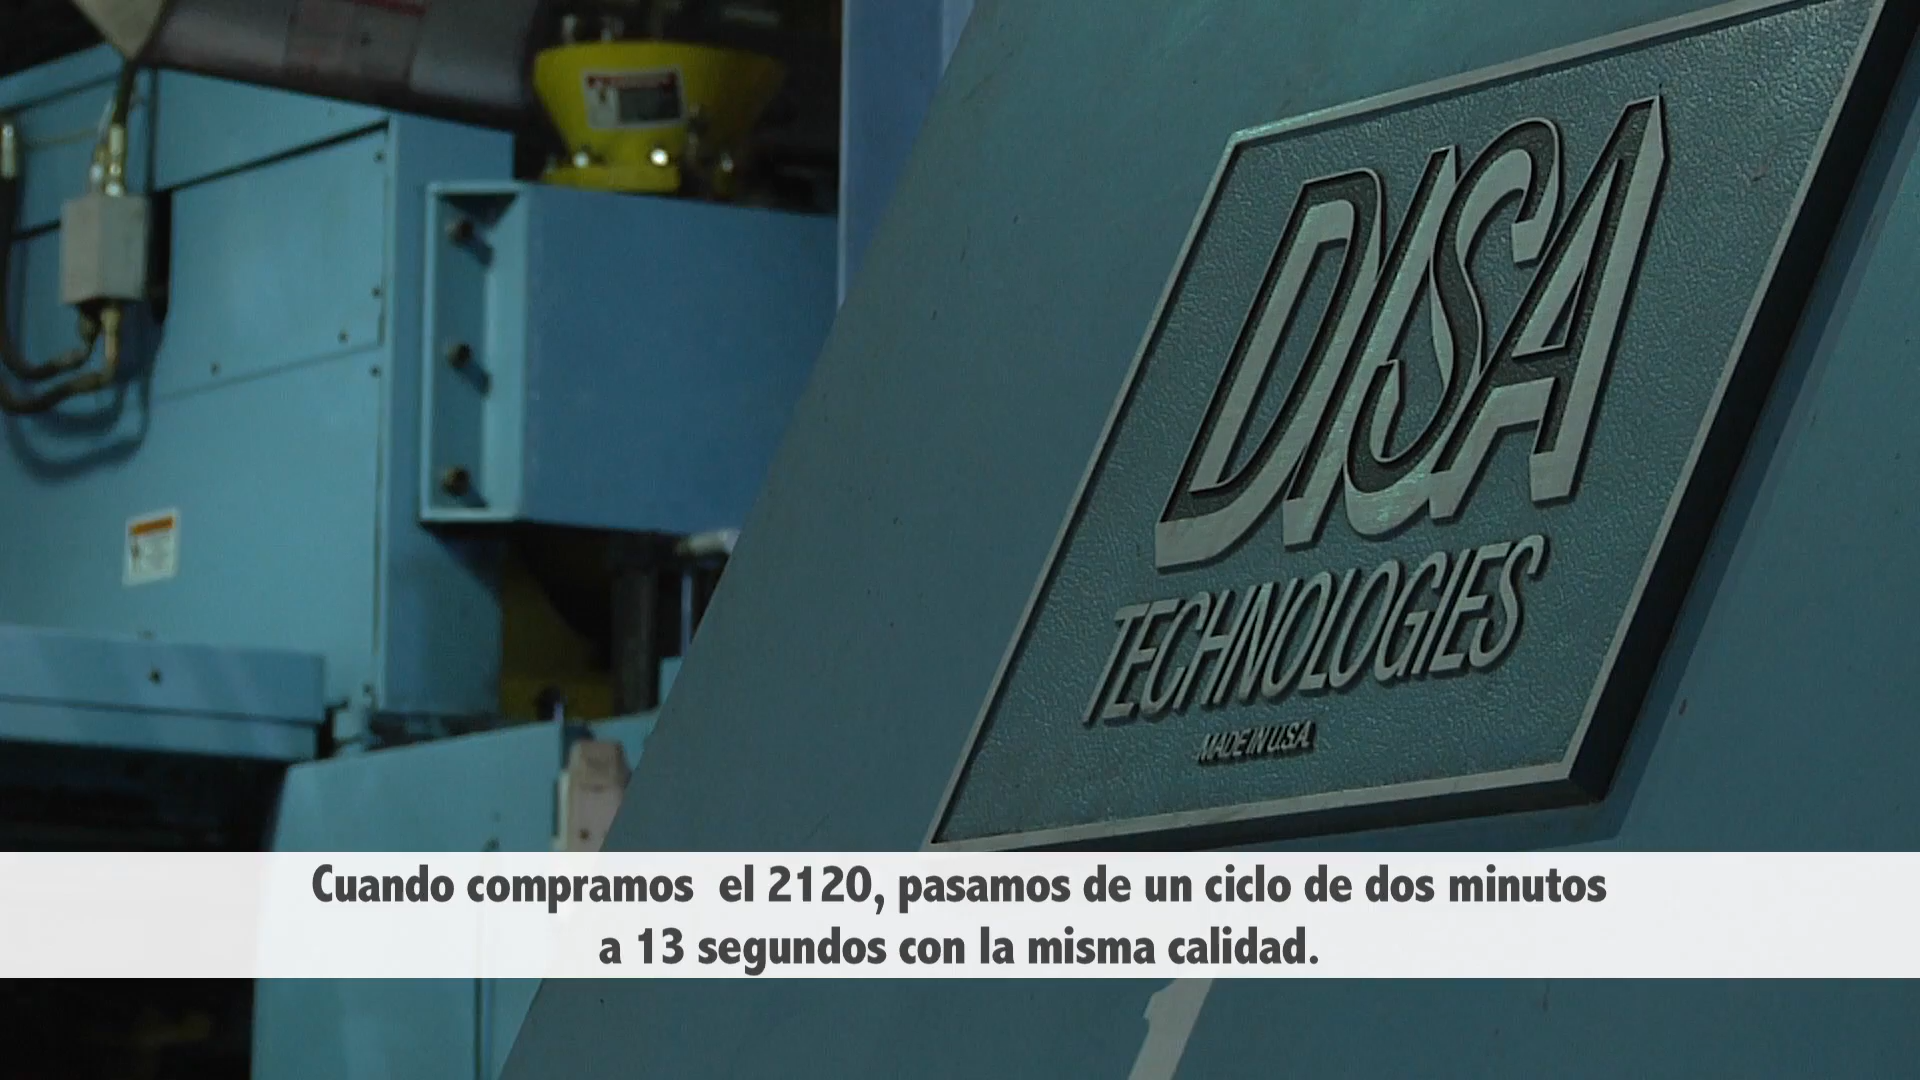 DISA
TECHNOLOGIES
MADE IN U.S.A.
Cuando compramos  el 2120, pasamos de un ciclo de dos minutos
a 13 segundos con la misma calidad.